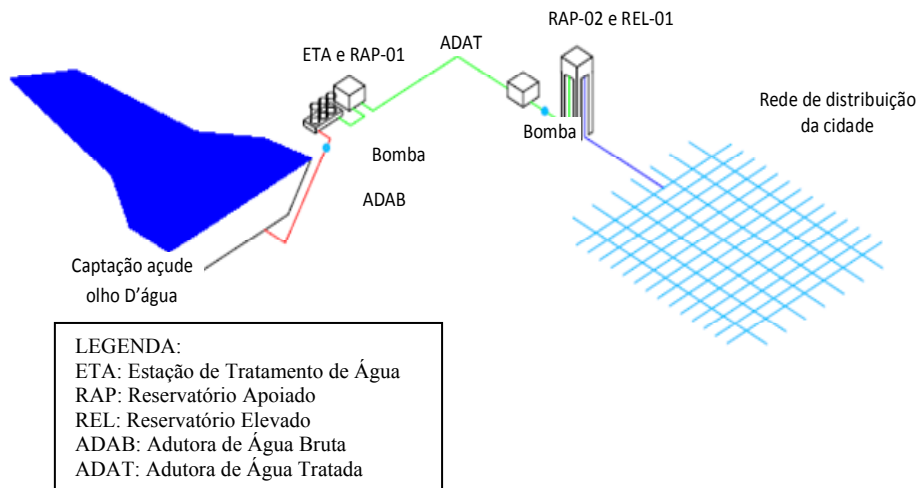 RAP-02 e REL-01
ETA e RAP-01
ADAT
Rede de distribuição
da cidade
Bomba
Bomba
ADAB
Captação açude
olho D'água
LEGENDA:
ETA: Estação de Tratamento de Água
RAP: Reservatório Apoiado
REL: Reservatório Elevado
ADAB: Adutora de Água Bruta
ADAT: Adutora de Água Tratada